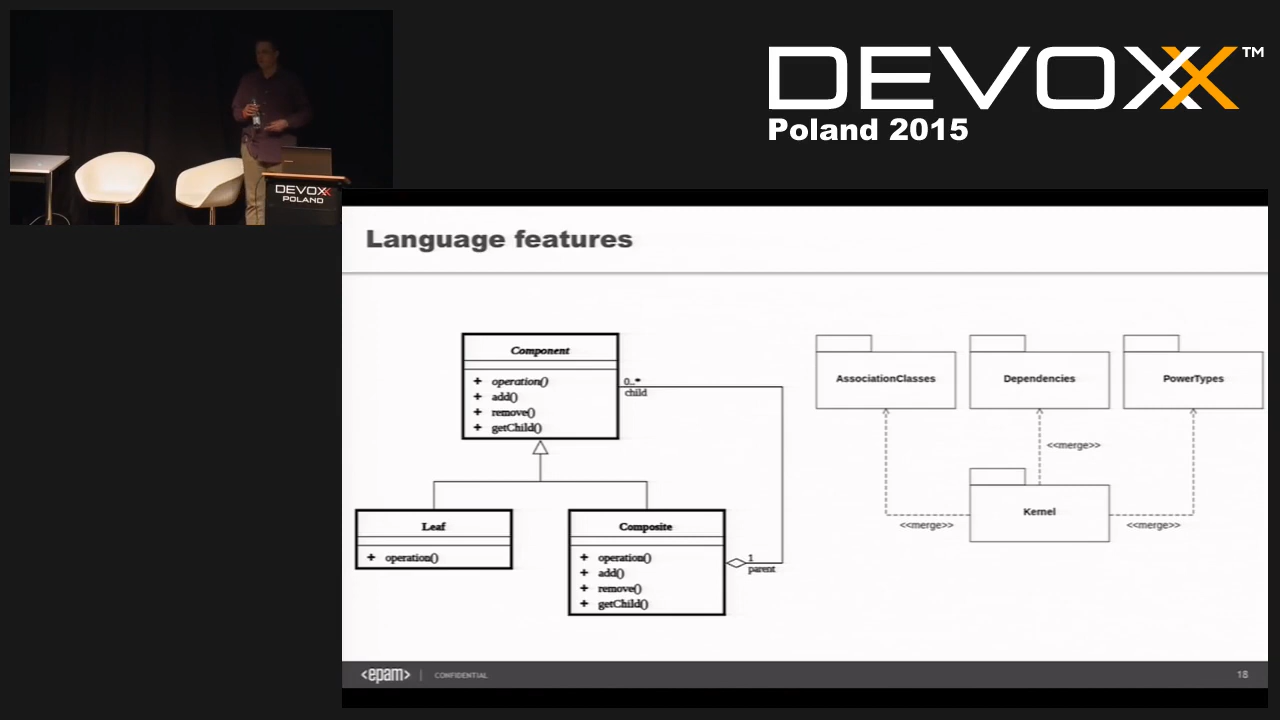 DEVOXX™
Poland 2015
DEVOXX
POLAND
Language features
Component
+ operation()
+ add()
+ remove()
+ getChild()
0..*
child
Leaf
+ operation()
Composite
+ operation()
+ add()
+ remove()
+ getChild()
1
parent
AssociationClasses
Dependencies
PowerTypes
<<merge>>
Kernel
<<merge>>
<<merge>>
<epam> | CONFIDENTIAL
18